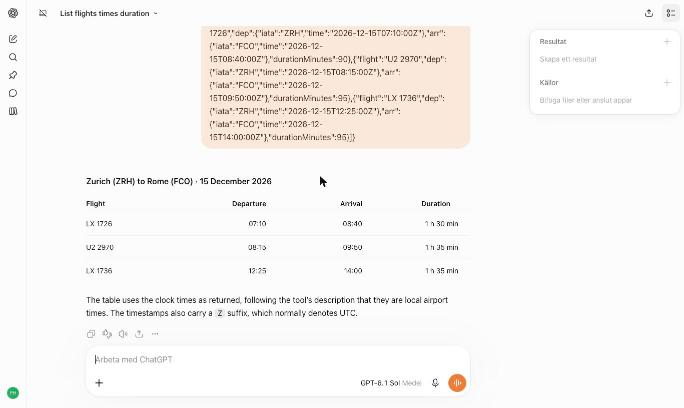 List flights times duration
1726","dep":{"iata":"ZRH","time":"2026-12-15T07:10:00Z"},"arr":
{"iata":"FCO","time":"2026-12-
15T08:40:00Z"},"durationMinutes":90},{"flight":"U2 2970","dep":
{"iata":"ZRH","time":"2026-12-15T08:15:00Z"},"arr":
{"iata":"FCO","time":"2026-12-
15T09:50:00Z"},"durationMinutes":95},{"flight":"LX 1736","dep":
{"iata":"ZRH","time":"2026-12-15T12:25:00Z"},"arr":
{"iata":"FCO","time":"2026-12-
15T14:00:00Z"},"durationMinutes":95}]}
Resultat
Skapa ett resultat
Källor
Bifoga filer eller anslut appar
Zurich (ZRH) to Rome (FCO) · 15 December 2026
Flight Departure Arrival Duration
LX 1726 07:10 08:40 1 h 30 min
U2 2970 08:15 09:50 1 h 35 min
LX 1736 12:25 14:00 1 h 35 min
The table uses the clock times as returned, following the tool's description that they are local airport
times. The timestamps also carry a Z suffix, which normally denotes UTC.
Arbeta med ChatGPT
Sol Medel